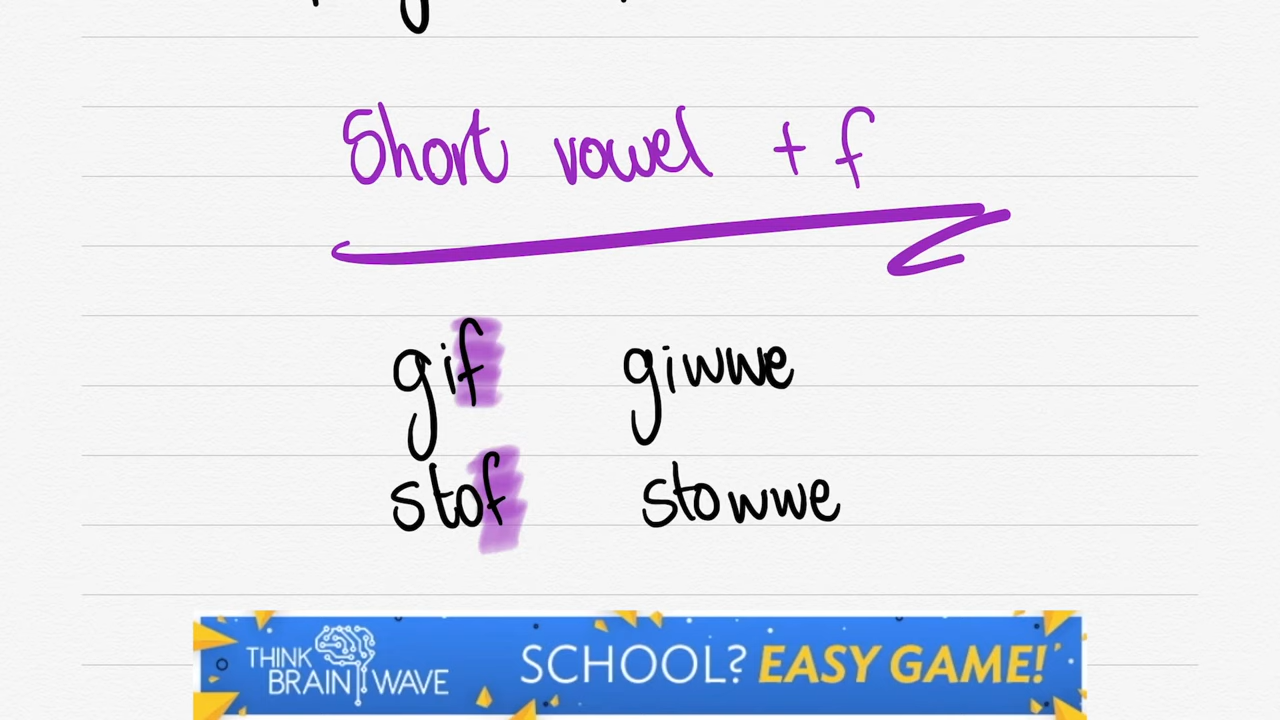 Short vowel + f
gif giwwe
stof stowwe
THINK BRAIN WAVE
SCHOOL? EASY GAME!